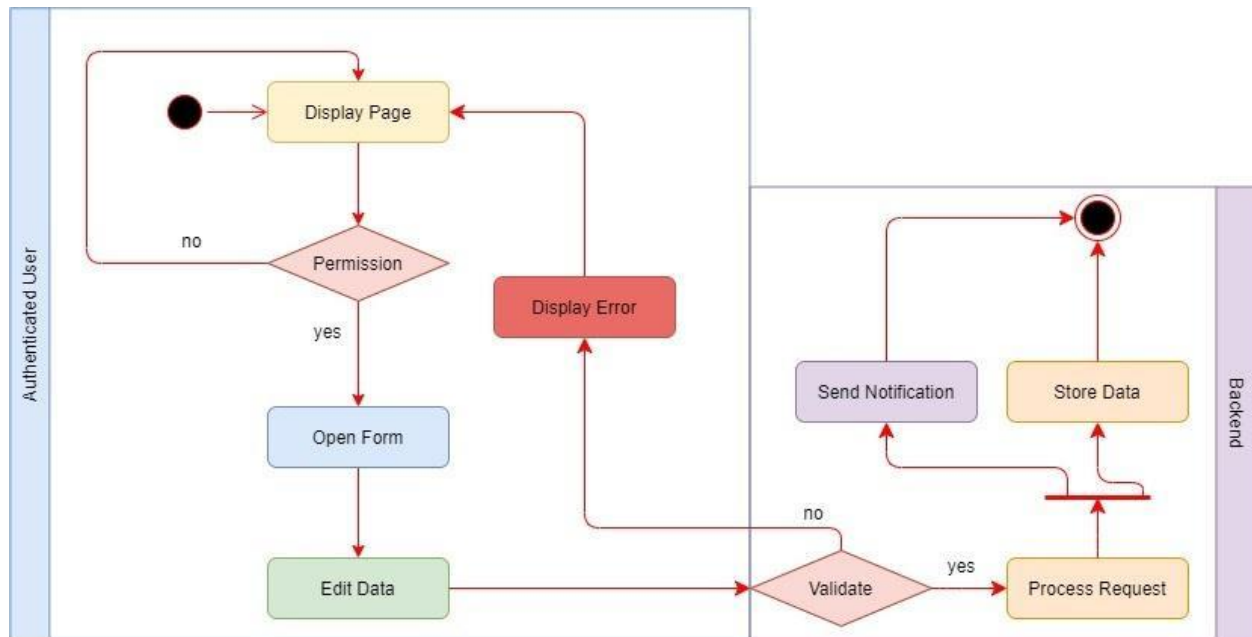 Authenticated User
Display Page
no
Permission
yes
Display Error
Open Form
Send Notification
Store Data
Backend
no
Edit Data
Validate
yes
Process Request